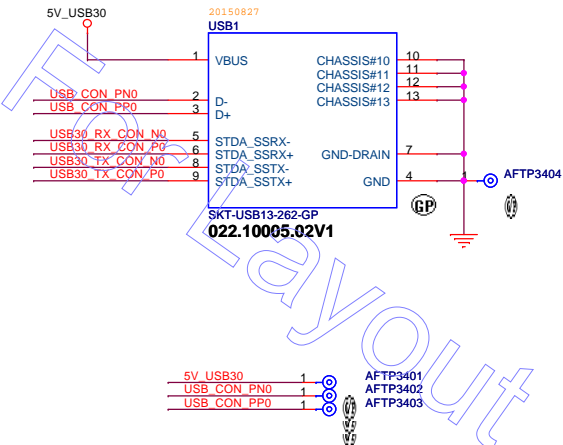 20150827
5V_USB30
USB1
1 VBUS CHASSIS#10 10
CHASSIS#11 11
CHASSIS#12 12
CHASSIS#13 13
USB_CON_PN0 2 D-
USB_CON_PP0 3 D+
USB30_RX_CON_N0 5 STDA_SSRX-
USB30_RX_CON_P0 6 STDA_SSRX+ GND-DRAIN 7
USB30_TX_CON_N0 8 STDA_SSTX-
USB30_TX_CON_P0 9 STDA_SSTX+ GND 4 1 AFTP3404
GP
SKT-USB13-262-GP
022.10005.02V1
For Layout
5V_USB30 1 AFTP3401
USB_CON_PN0 1 AFTP3402
USB_CON_PP0 1 AFTP3403